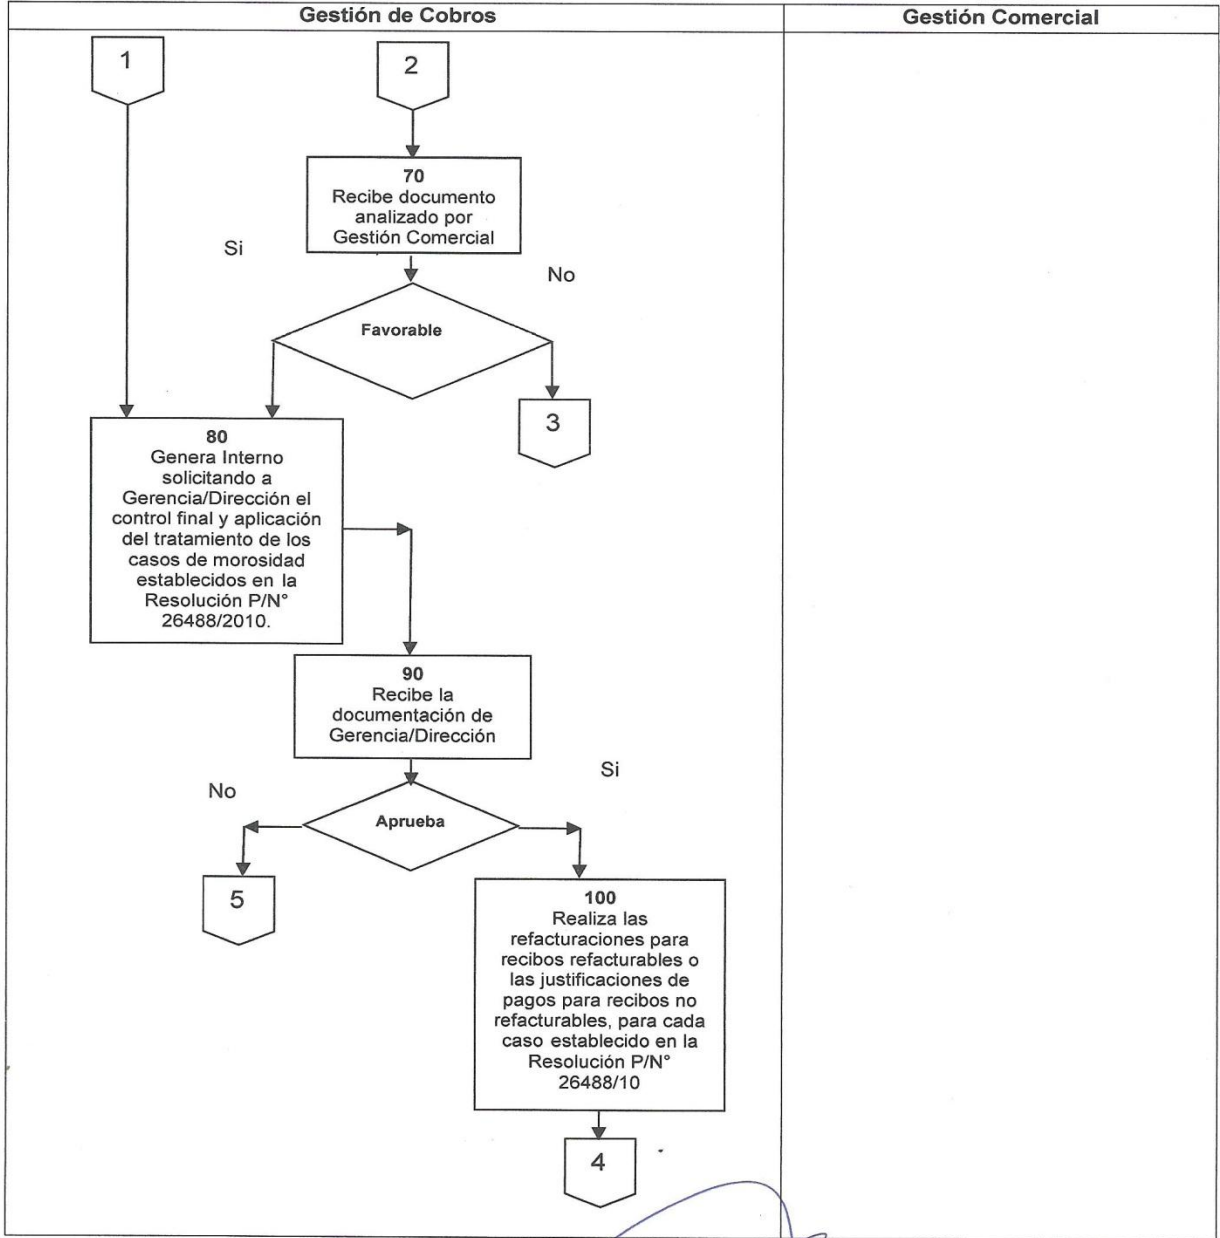 Gestión de Cobros
Gestión Comercial
1
2
70
Recibe documento
analizado por
Gestión Comercial
Si
No
Favorable
3
80
Genera Interno
solicitando a
Gerencia/Dirección el
control final y aplicación
del tratamiento de los
casos de morosidad
establecidos en la
Resolución P/N°
26488/2010.
90
Recibe la
documentación de
Gerencia/Dirección
No
Si
Aprueba
5
100
Realiza las
refacturaciones para
recibos refacturables o
las justificaciones de
pagos para recibos no
refacturables, para cada
caso establecido en la
Resolución P/N°
26488/10
4